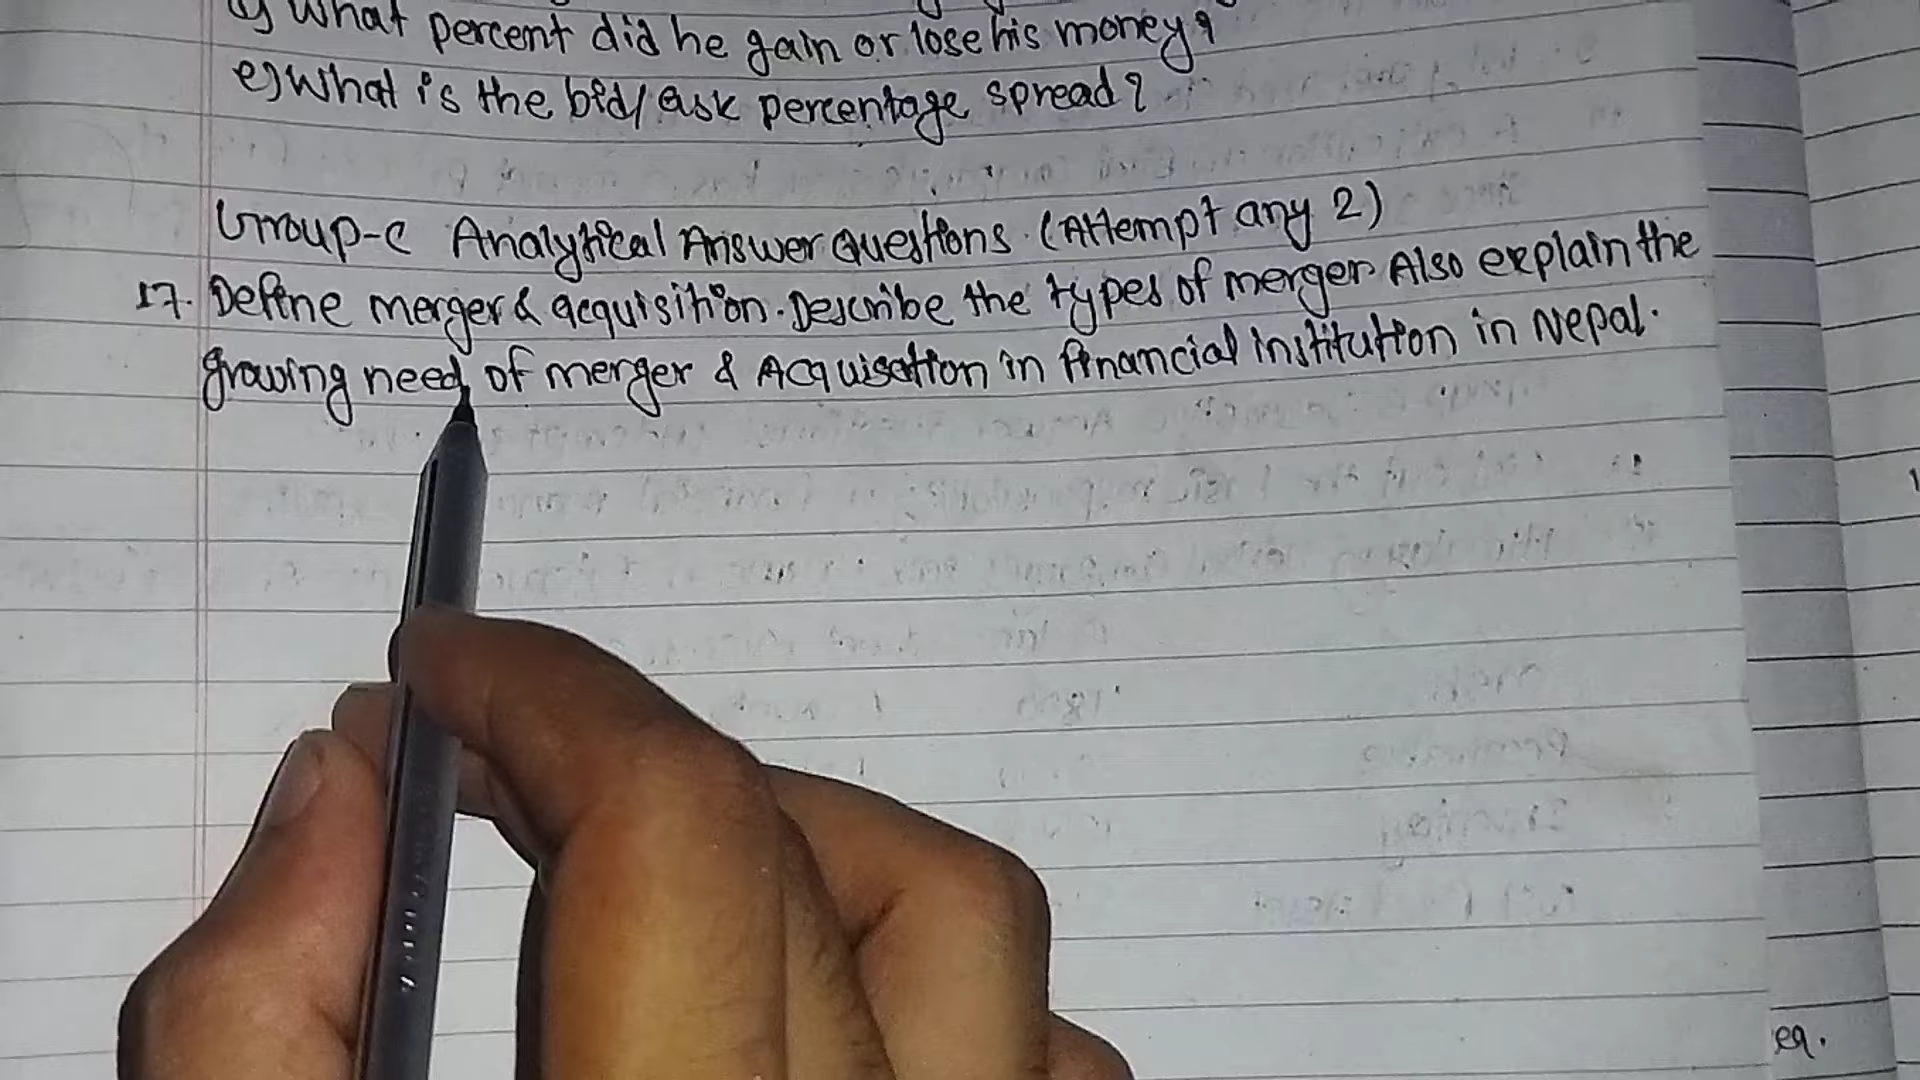 d) What percent did he gain or lose his money?
e) What is the bid/ask percentage spread?
Group-C Analytical Answer Questions. (Attempt any 2)
17. Define merger & acquisition. Describe the types of merger. Also explain the
growing need of merger & Acquisation in financial institution in Nepal.
eq.